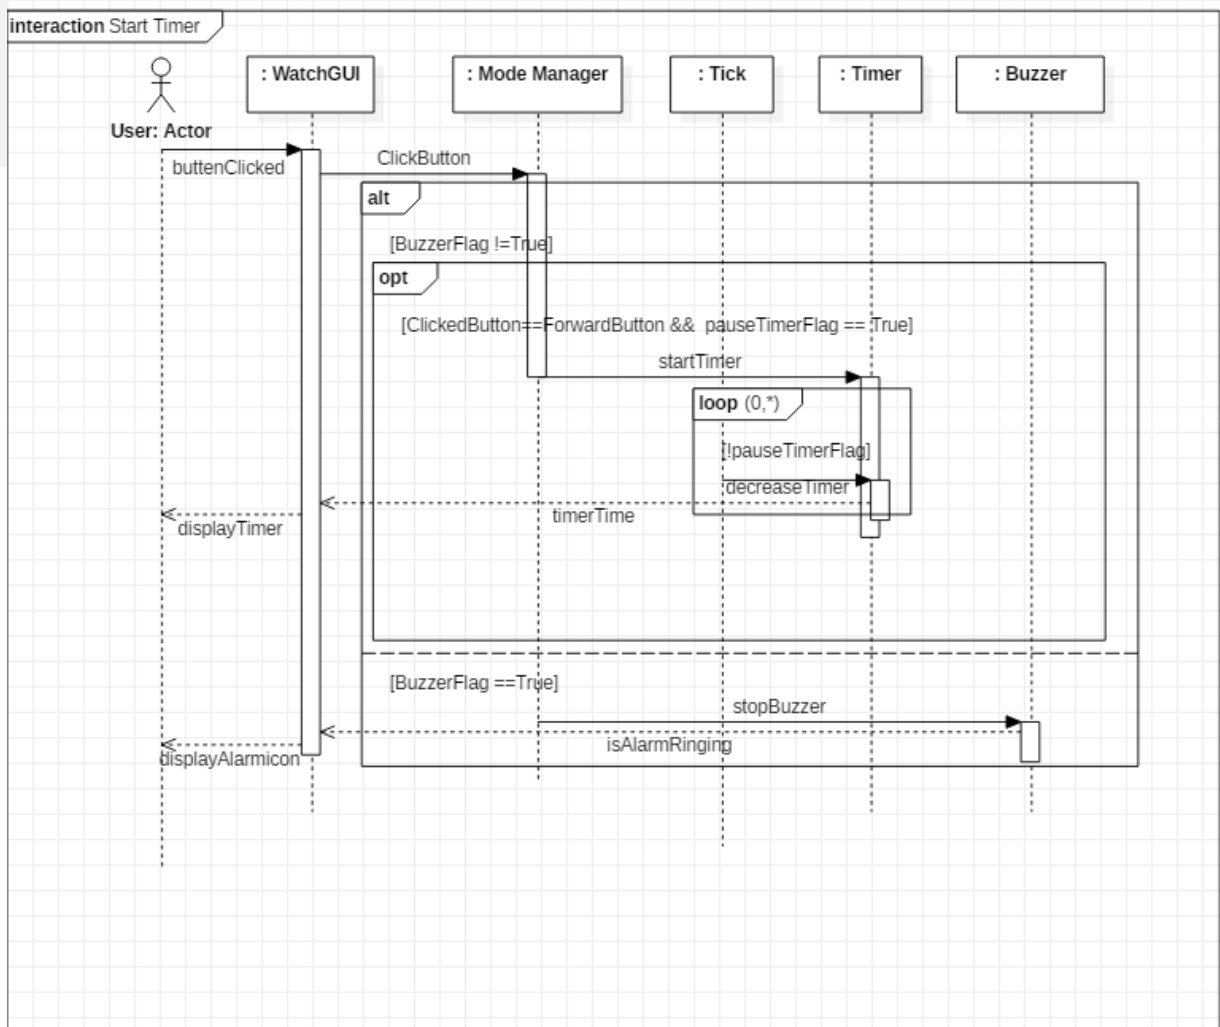 interaction Start Timer
: WatchGUI
: Mode Manager
: Tick
: Timer
: Buzzer
User: Actor
buttenClicked
ClickButton
alt
[BuzzerFlag !=True]
opt
[ClickedButton==ForwardButton && pauseTimerFlag == True]
startTimer
loop (0,*)
[!pauseTimerFlag]
decreaseTimer
timerTime
displayTimer
[BuzzerFlag ==True]
stopBuzzer
isAlarmRinging
displayAlarmicon